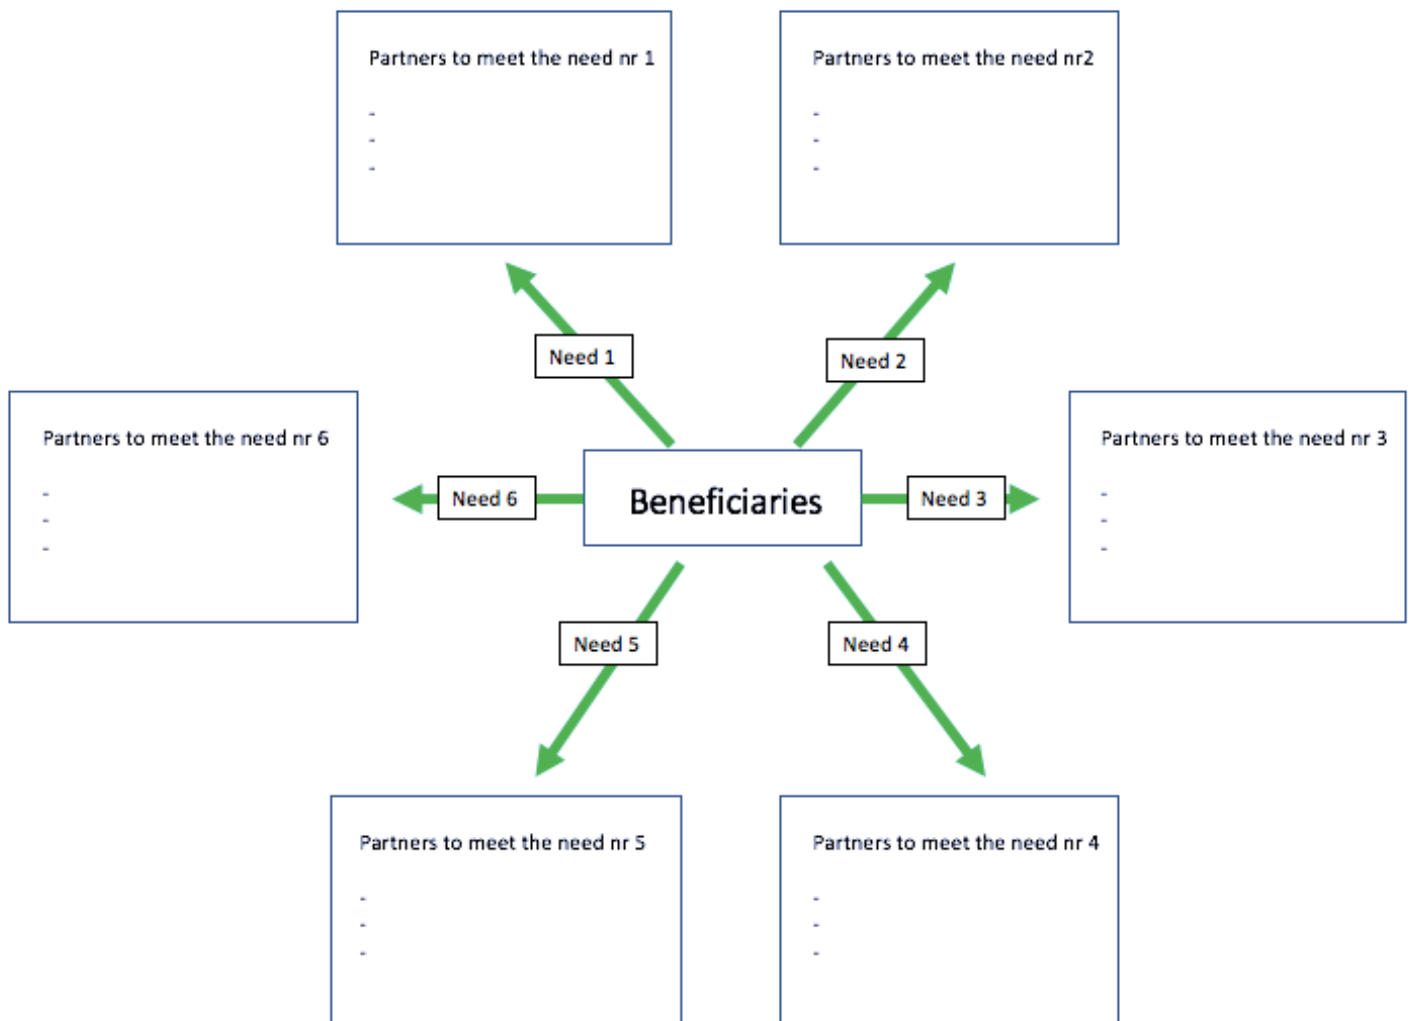 Partners to meet the need nr 1
-
-
-
Partners to meet the need nr2
-
-
-
Need 1
Need 2
Partners to meet the need nr 6
-
-
-
Need 6
Beneficiaries
Need 3
Partners to meet the need nr 3
-
-
-
Need 5
Need 4
Partners to meet the need nr 5
-
-
-
Partners to meet the need nr 4
-
-
-